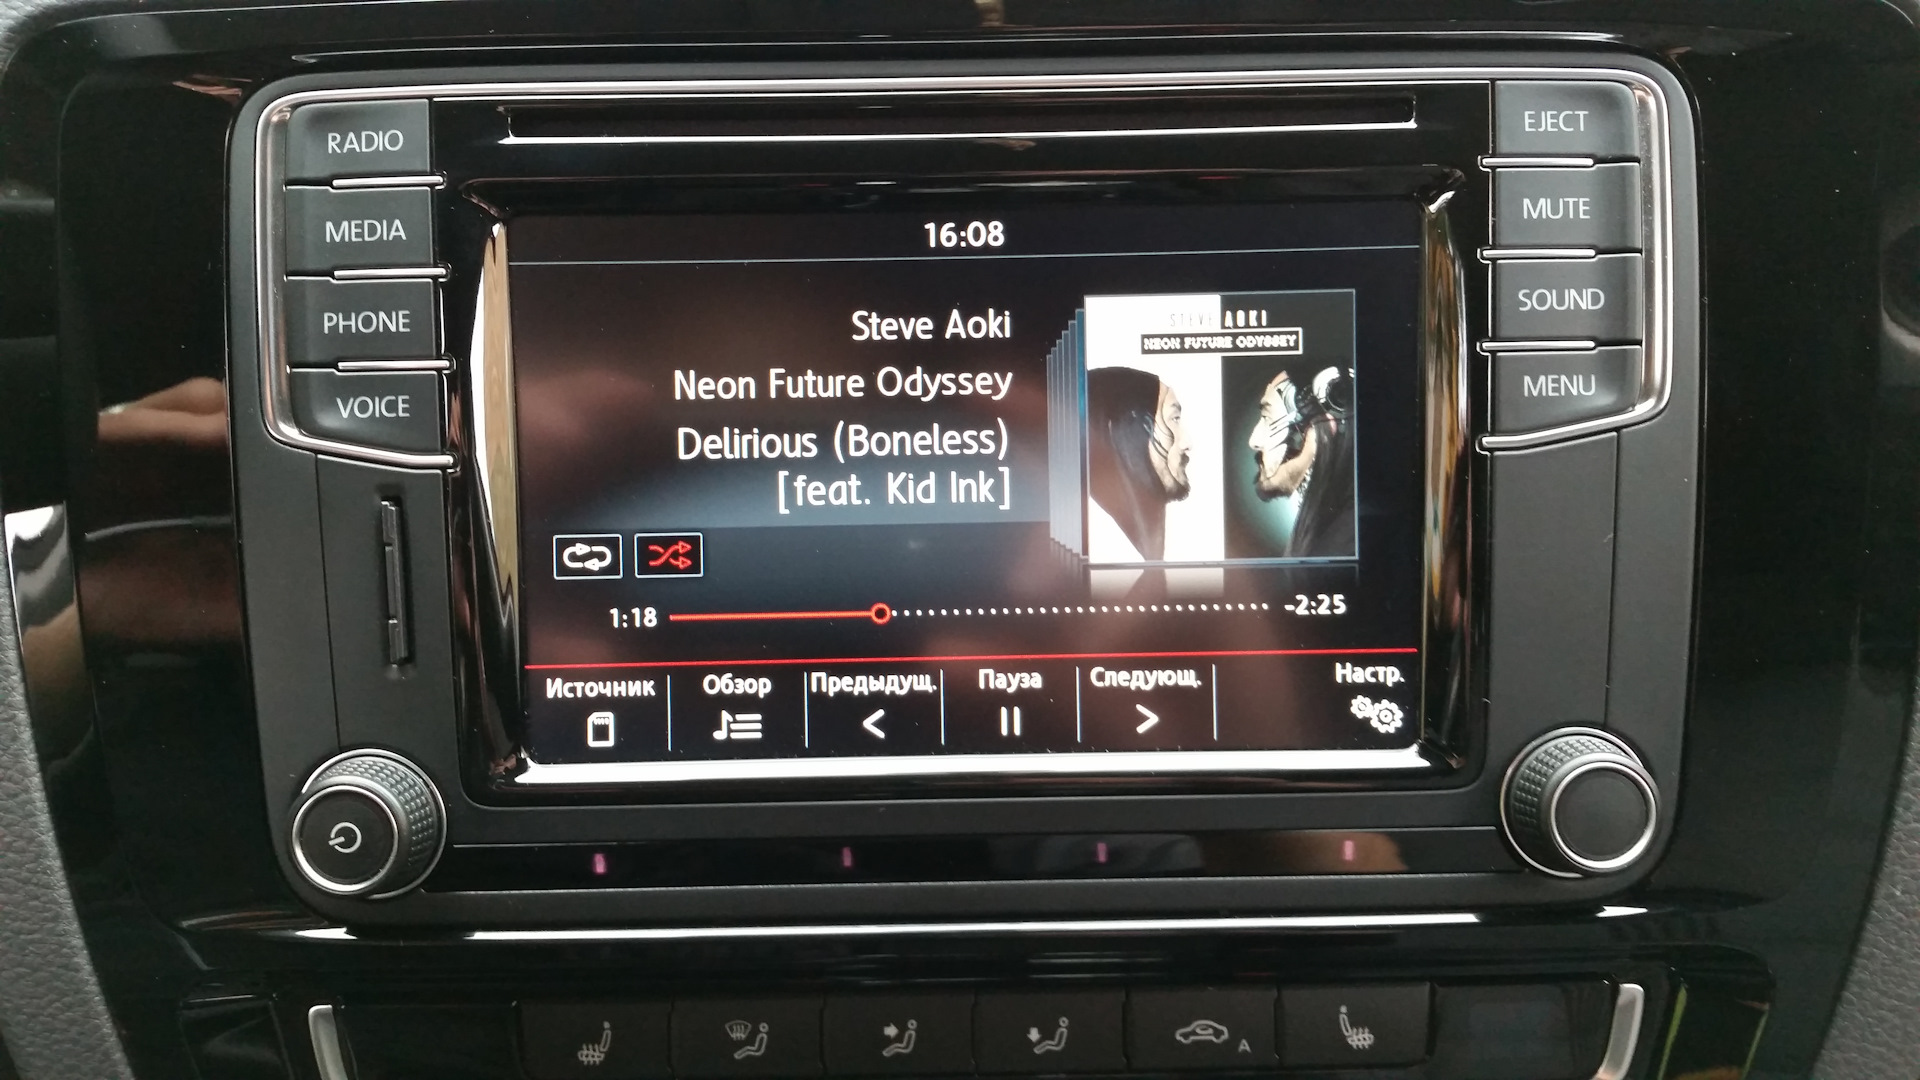 RADIO
MEDIA
PHONE
VOICE
EJECT
MUTE
SOUND
MENU
16:08
Steve Aoki
Neon Future Odyssey
Delirious (Boneless)
[feat. Kid Ink]
STEVE AOKI
NEON FUTURE ODYSSEY
1:18
-2:25
Источник
Обзор
Предыдущ.
Пауза
Следующ.
Настр.
A